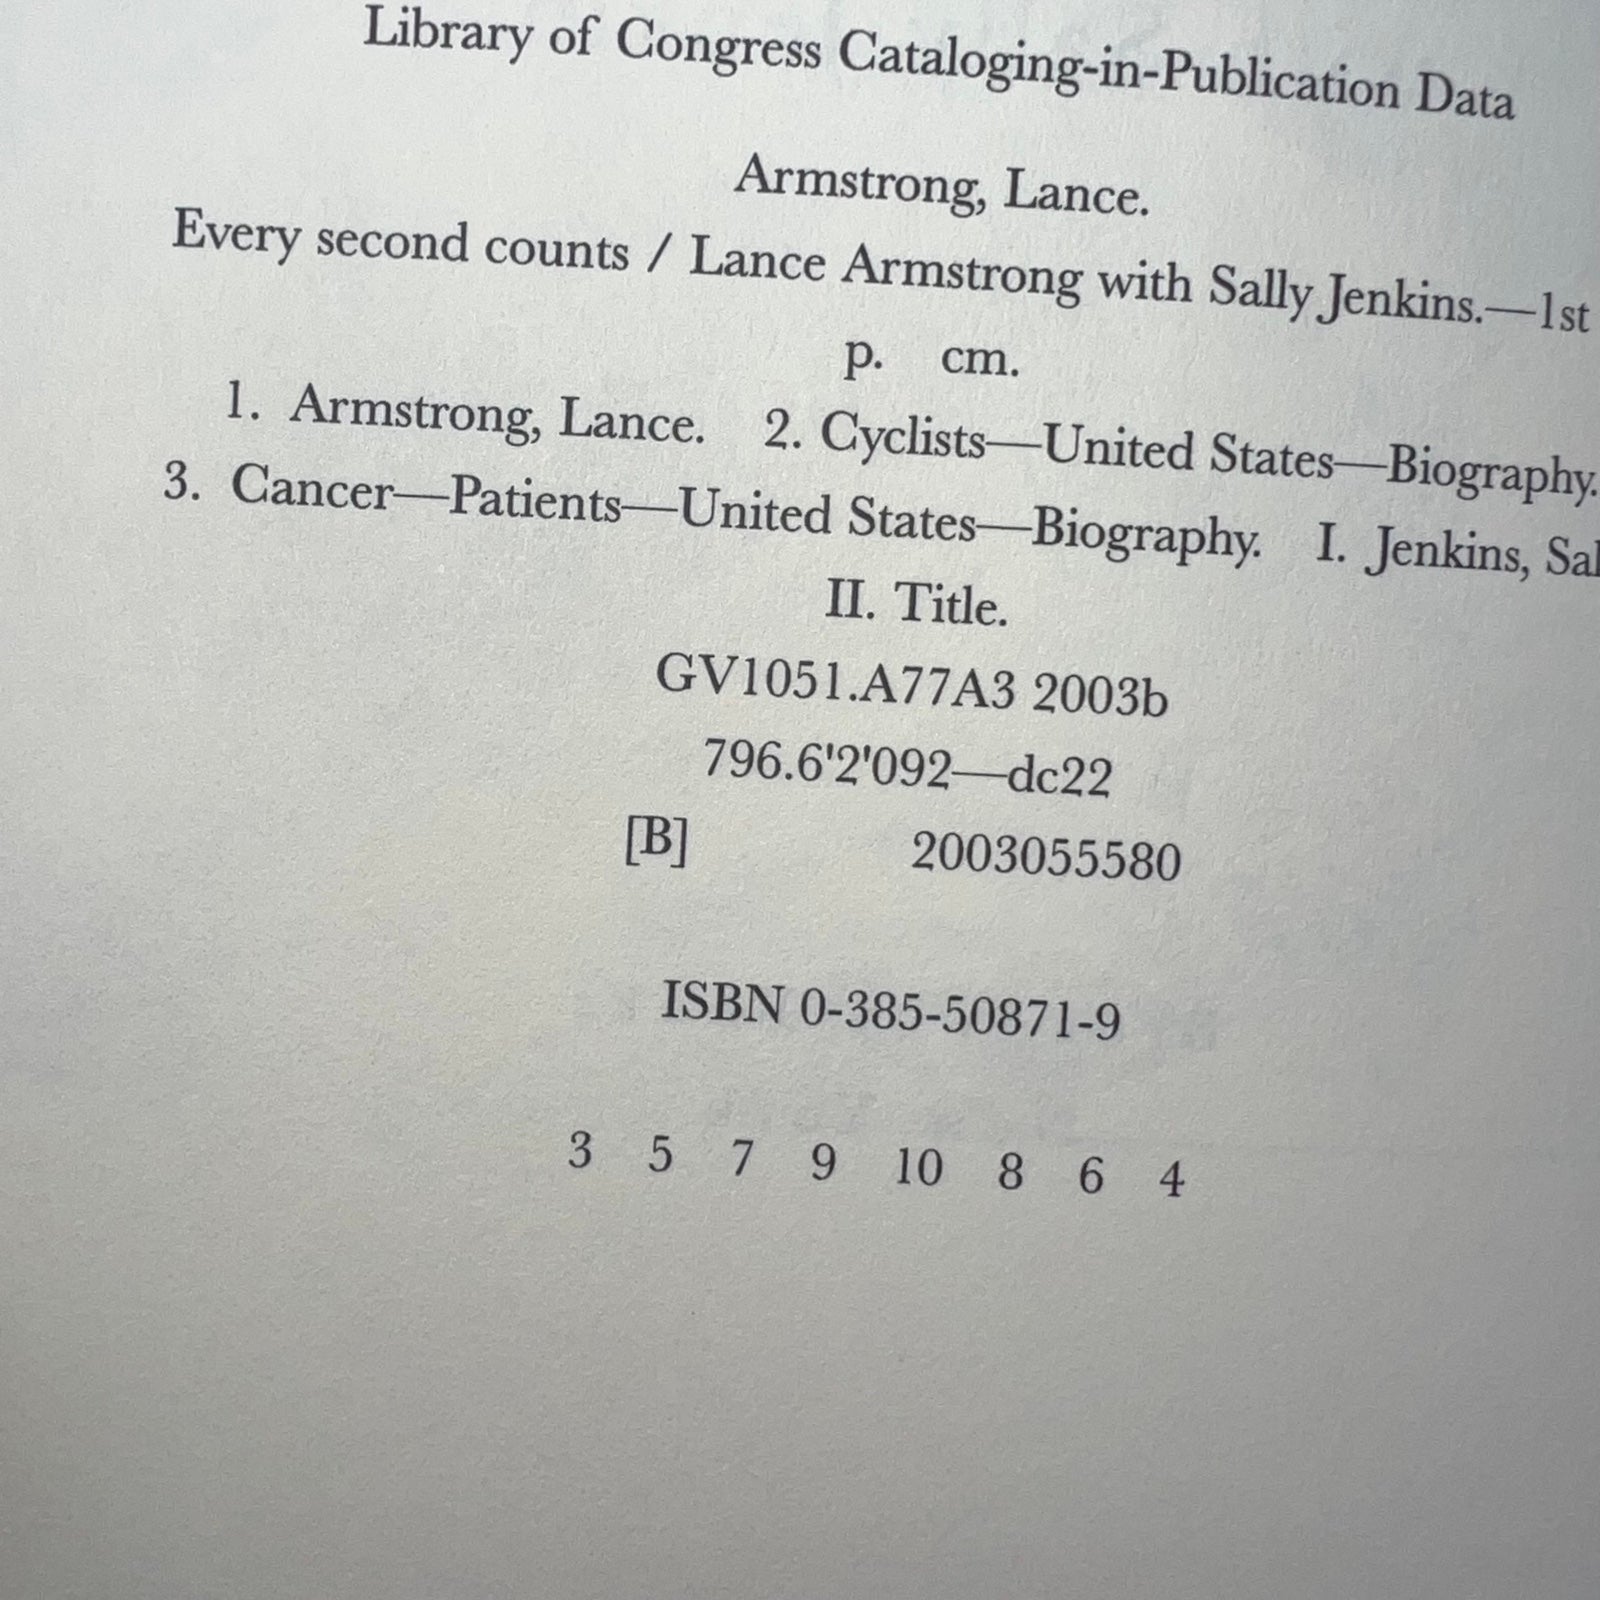 Library of Congress Cataloging-in-Publication Data
Armstrong, Lance.
Every second counts / Lance Armstrong with Sally Jenkins.—1st
p. cm.
1. Armstrong, Lance. 2. Cyclists—United States—Biography.
3. Cancer—Patients—United States—Biography. I. Jenkins, Sal
II. Title.
GV1051.A77A3 2003b
796.6'2'092—dc22
[B] 2003055580
ISBN 0-385-50871-9
3 5 7 9 10 8 6 4